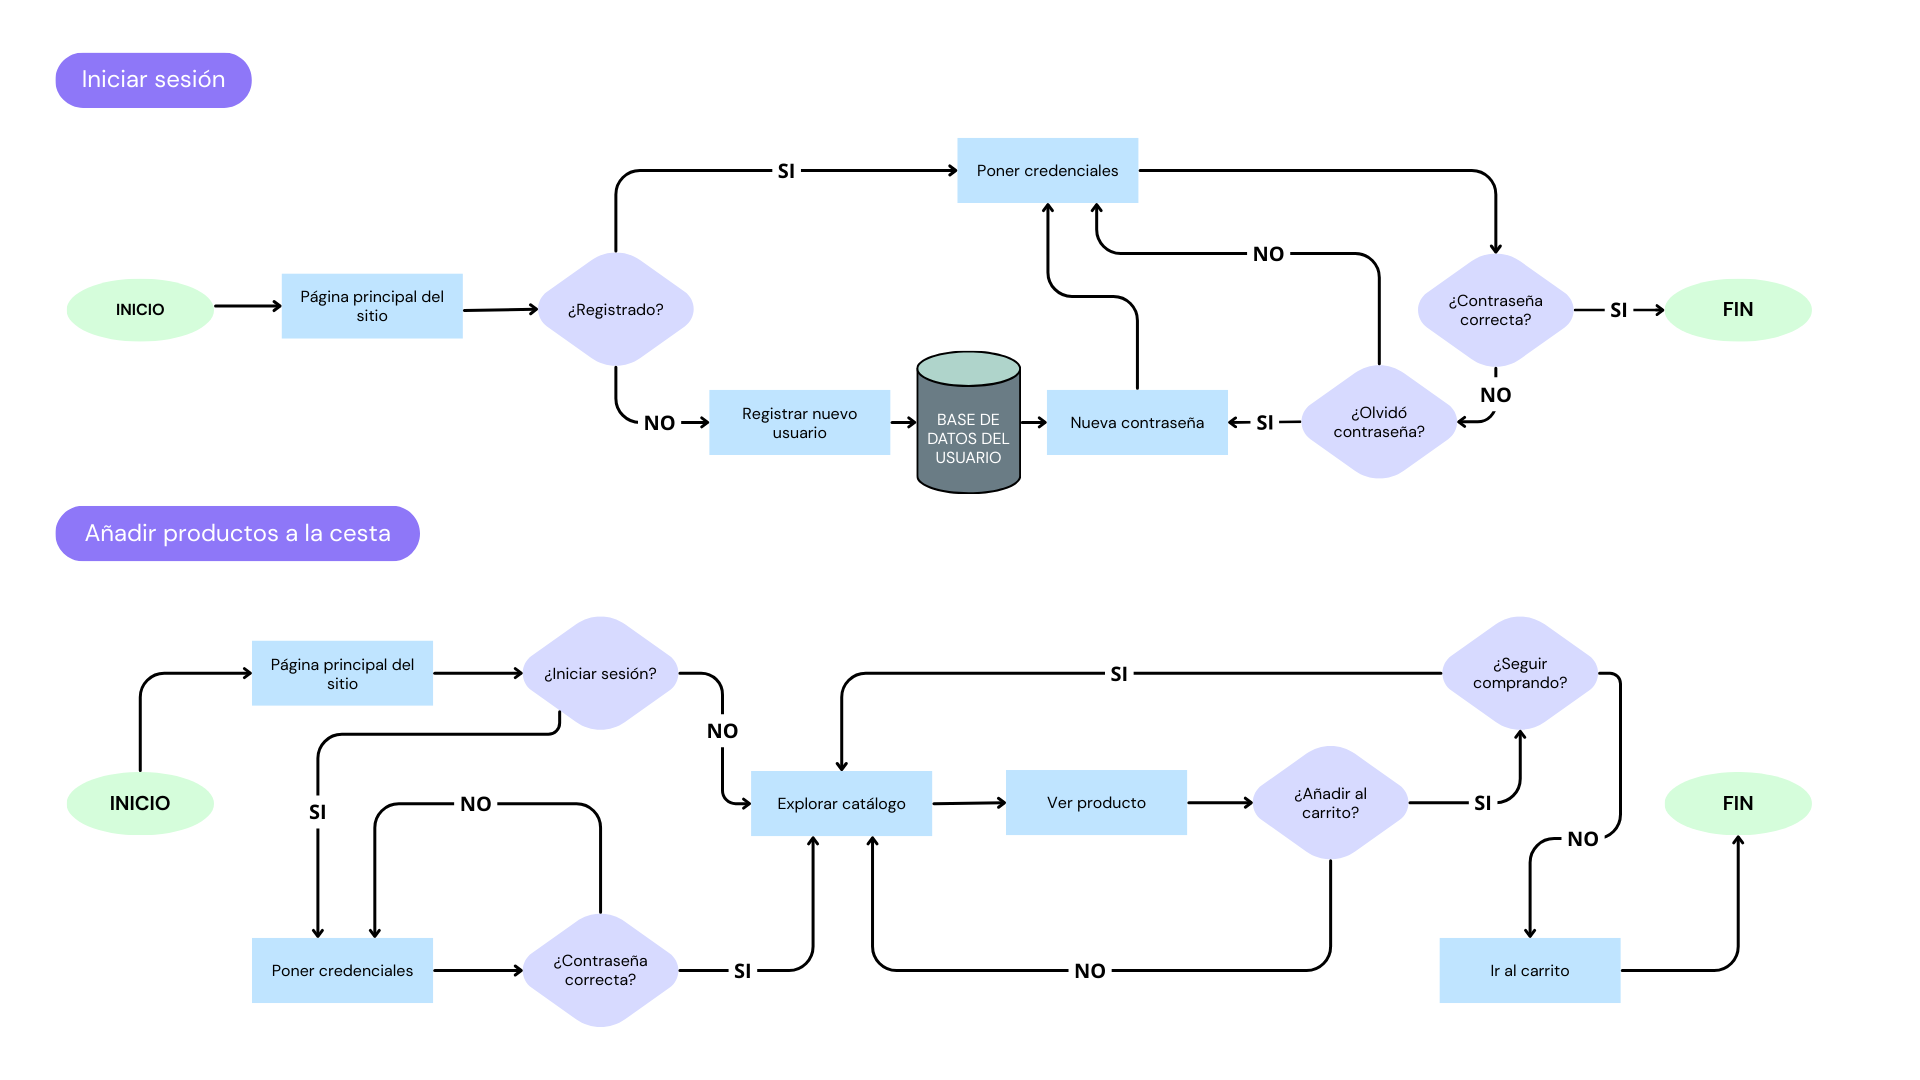 Iniciar sesión
SI
Poner credenciales
NO
INICIO
Página principal del
sitio
¿Registrado?
¿Contraseña
correcta?
SI
FIN
NO
NO
Registrar nuevo
usuario
BASE DE
DATOS DEL
USUARIO
Nueva contraseña
SI
¿Olvidó
contraseña?
Añadir productos a la cesta
Página principal del
sitio
¿Iniciar sesión?
SI
¿Seguir
comprando?
NO
INICIO
SI
NO
Explorar catálogo
Ver producto
¿Añadir al
carrito?
SI
NO
FIN
Poner credenciales
¿Contraseña
correcta?
SI
NO
Ir al carrito